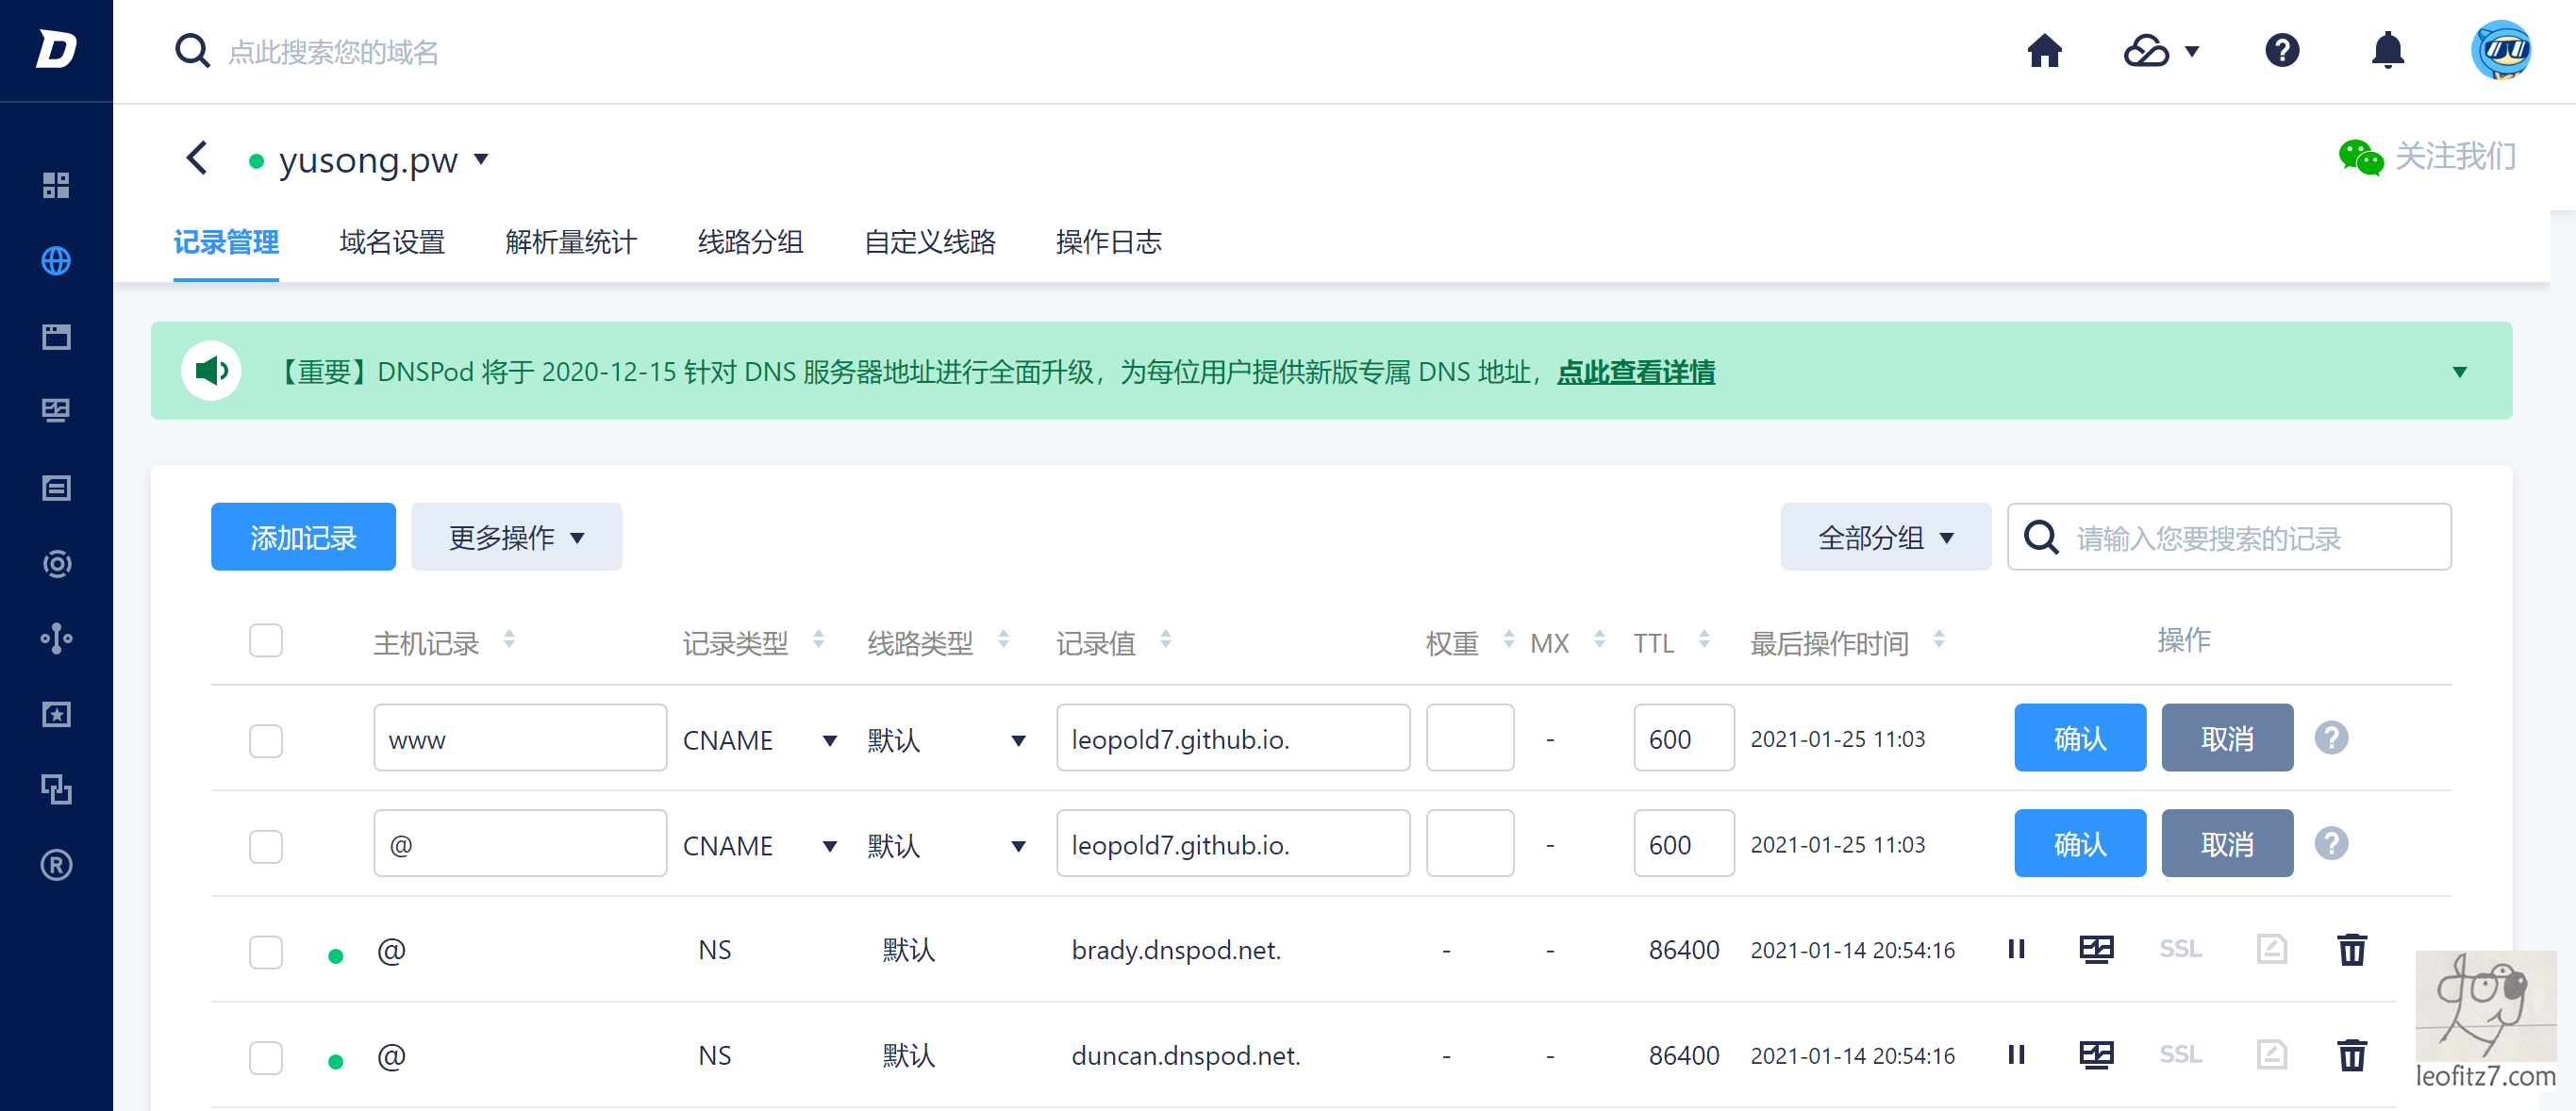 D
点此搜索您的域名
yusong.pw
关注我们
记录管理 域名设置 解析量统计 线路分组 自定义线路 操作日志
【重要】DNSPod 将于 2020-12-15 针对 DNS 服务器地址进行全面升级，为每位用户提供新版专属 DNS 地址，点此查看详情
添加记录 更多操作 全部分组 请输入您要搜索的记录
主机记录 记录类型 线路类型 记录值 权重 MX TTL 最后操作时间 操作
www CNAME 默认 leopold7.github.io. - 600 2021-01-25 11:03 确认 取消 ?
@ CNAME 默认 leopold7.github.io. - 600 2021-01-25 11:03 确认 取消 ?
@ NS 默认 brady.dnspod.net. - - 86400 2021-01-14 20:54:16 SSL
@ NS 默认 duncan.dnspod.net. - - 86400 2021-01-14 20:54:16 SSL
leofitz7.com